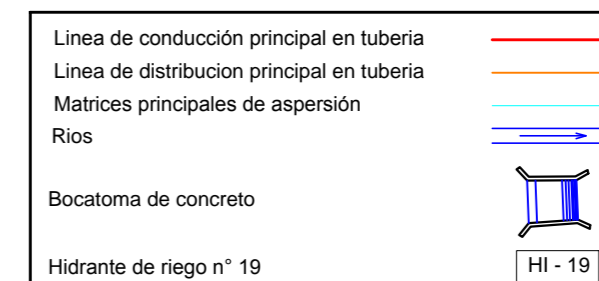 Linea de conducción principal en tuberia
Linea de distribucion principal en tuberia
Matrices principales de aspersión
Rios
Bocatoma de concreto
Hidrante de riego n° 19 HI - 19